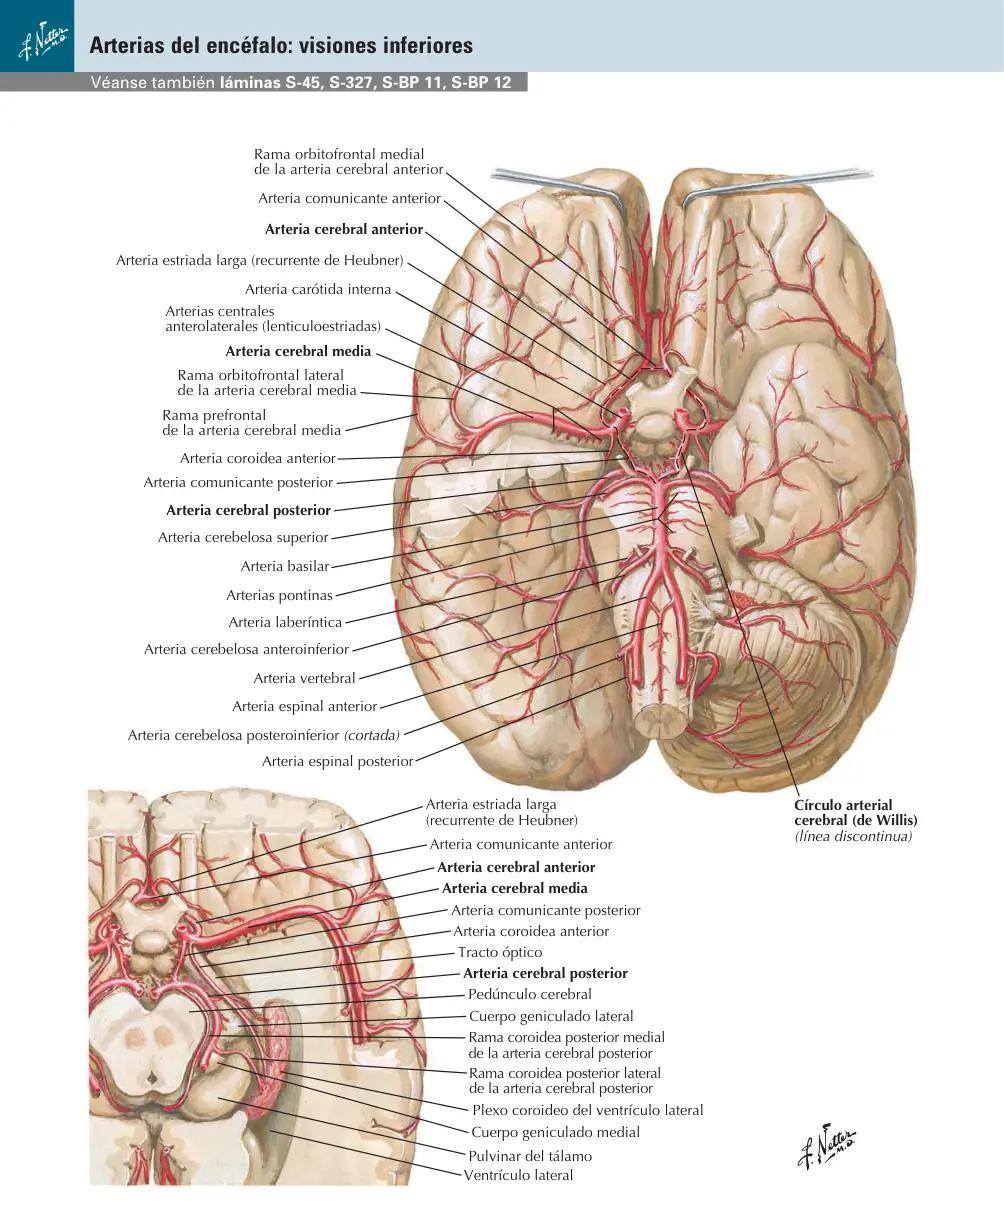 F. Netter M.D.
Arterias del encéfalo: visiones inferiores
Véanse también láminas S-45, S-327, S-BP 11, S-BP 12
Rama orbitofrontal medial
de la arteria cerebral anterior
Arteria comunicante anterior
Arteria cerebral anterior
Arteria estriada larga (recurrente de Heubner)
Arteria carótida interna
Arterias centrales
anterolaterales (lenticuloestriadas)
Arteria cerebral media
Rama orbitofrontal lateral
de la arteria cerebral media
Rama prefrontal
de la arteria cerebral media
Arteria coroidea anterior
Arteria comunicante posterior
Arteria cerebral posterior
Arteria cerebelosa superior
Arteria basilar
Arterias pontinas
Arteria laberíntica
Arteria cerebelosa anteroinferior
Arteria vertebral
Arteria espinal anterior
Arteria cerebelosa posteroinferior (cortada)
Arteria espinal posterior
Círculo arterial
cerebral (de Willis)
(línea discontinua)
Arteria estriada larga
(recurrente de Heubner)
Arteria comunicante anterior
Arteria cerebral anterior
Arteria cerebral media
Arteria comunicante posterior
Arteria coroidea anterior
Tracto óptico
Arteria cerebral posterior
Pedúnculo cerebral
Cuerpo geniculado lateral
Rama coroidea posterior medial
de la arteria cerebral posterior
Rama coroidea posterior lateral
de la arteria cerebral posterior
Plexo coroideo del ventrículo lateral
Cuerpo geniculado medial
Pulvinar del tálamo
Ventrículo lateral
F. Netter M.D.